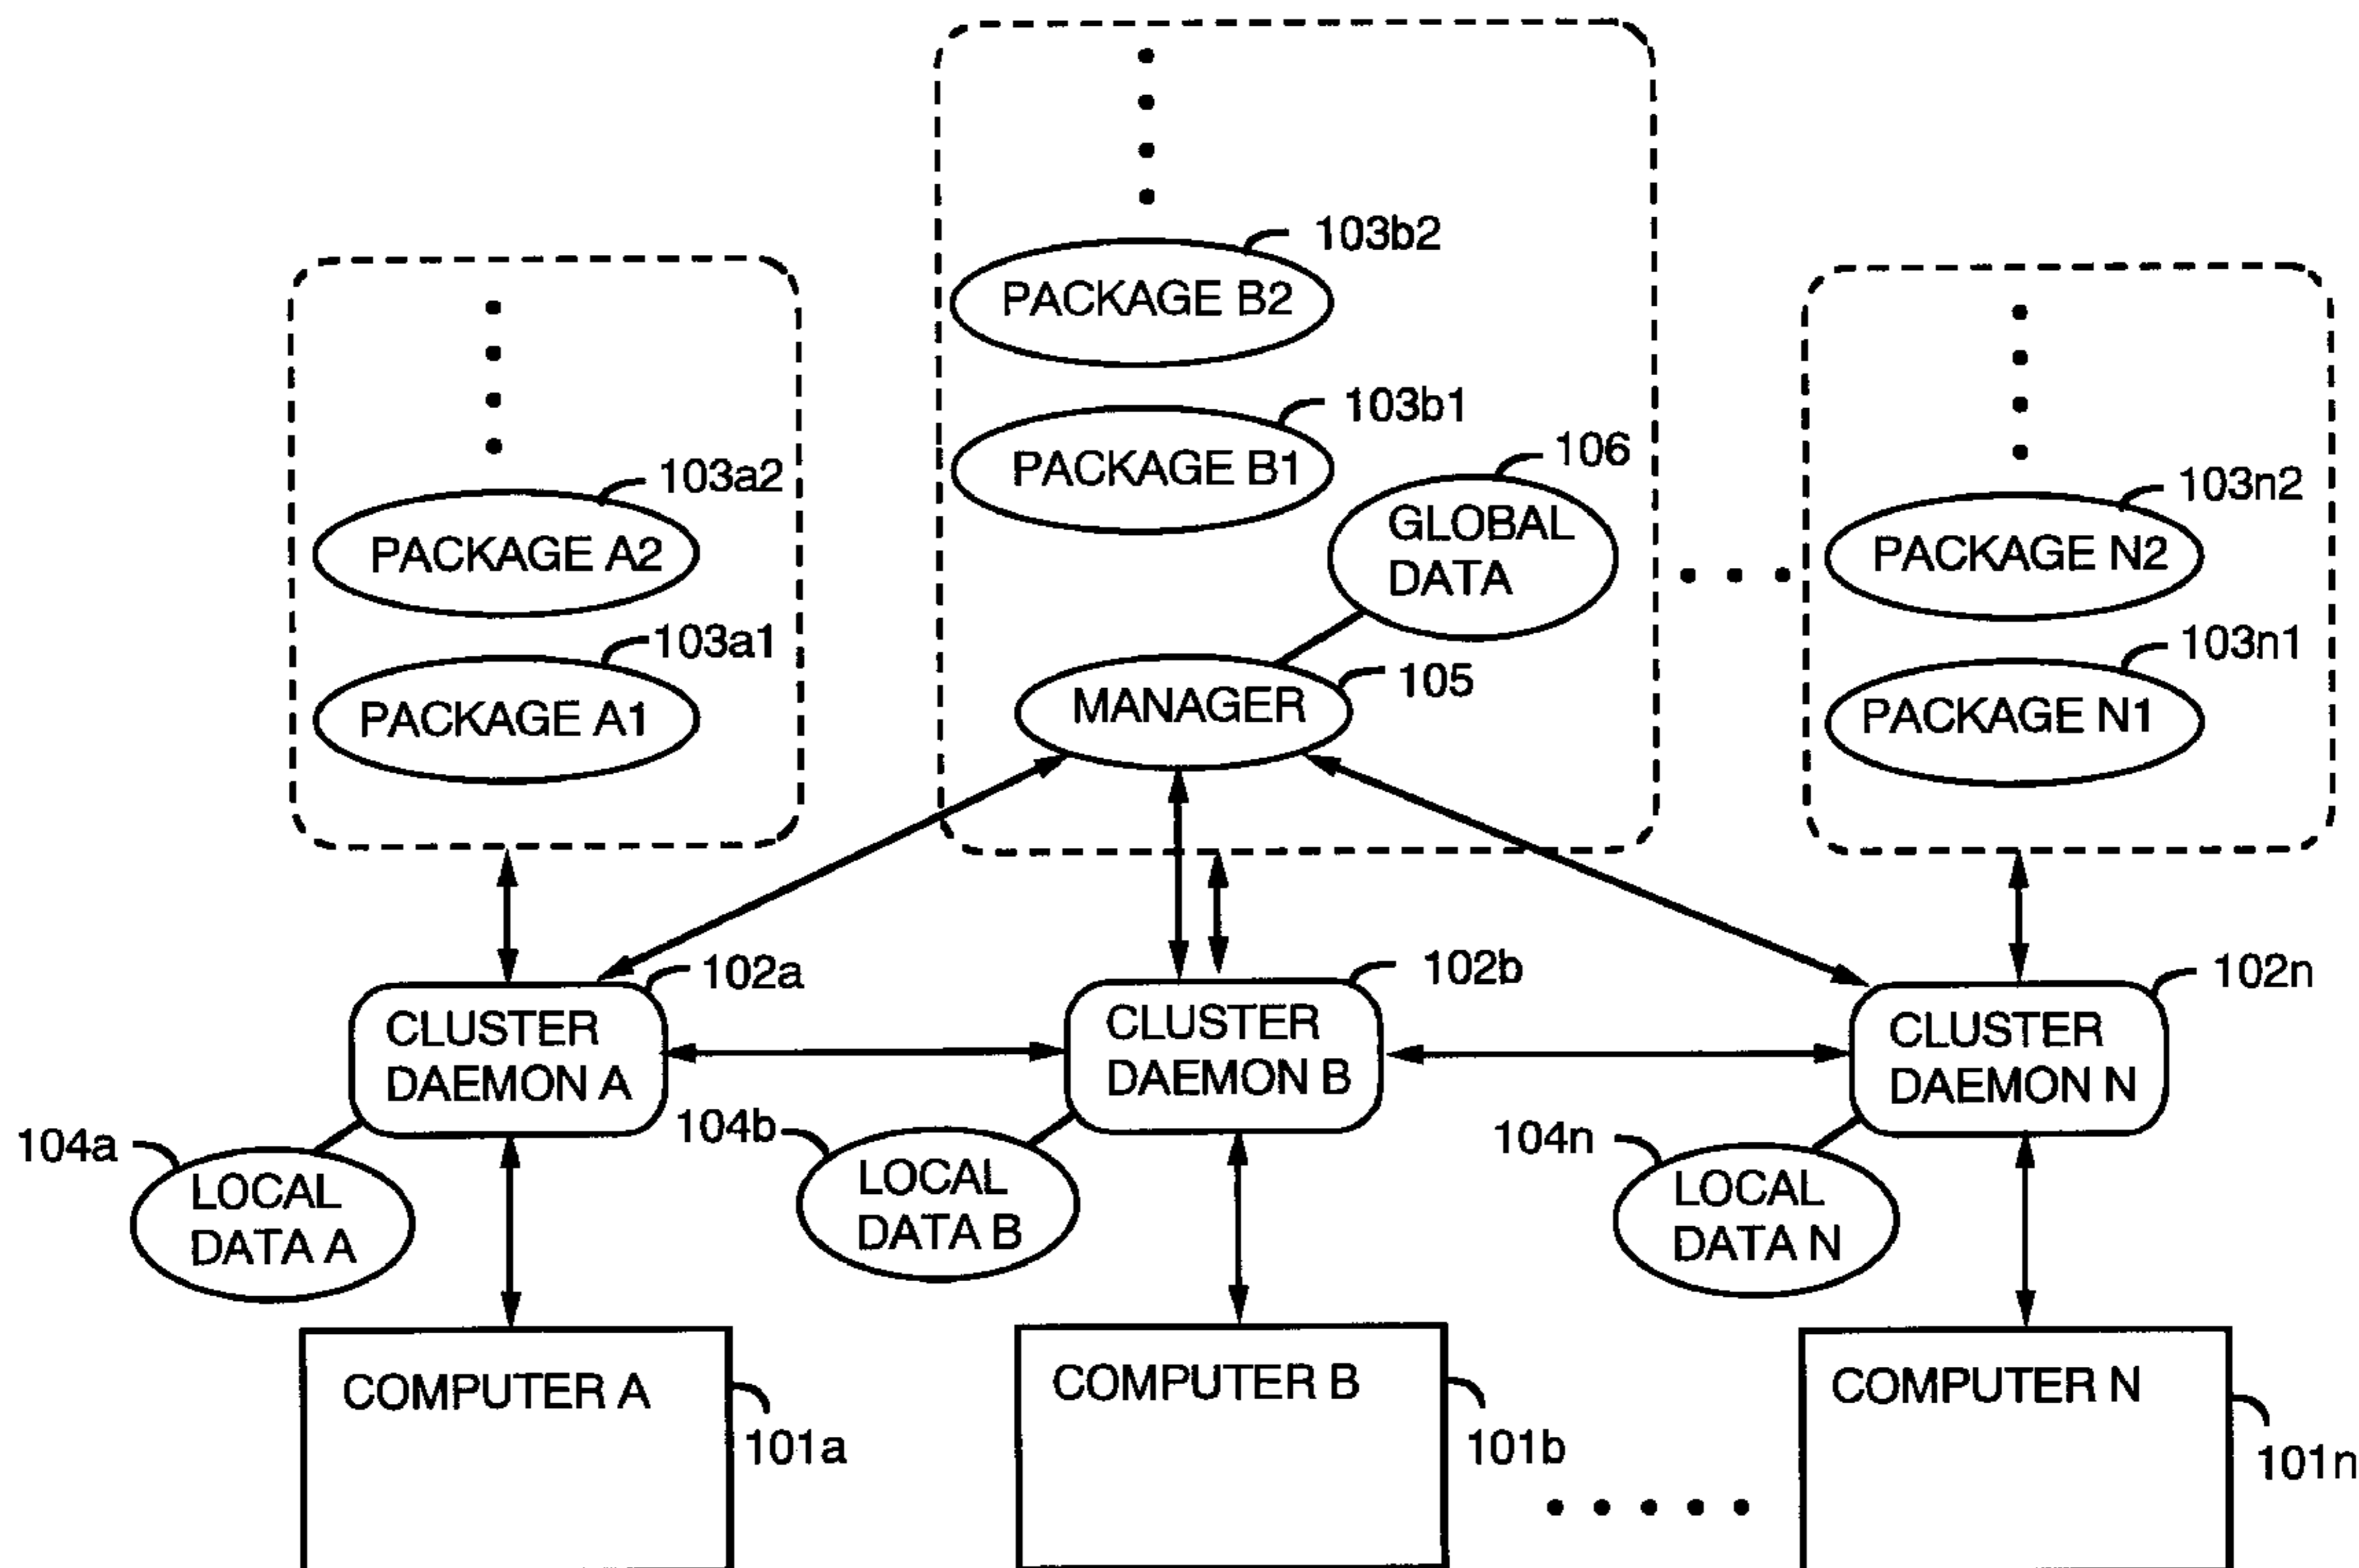 103b2
PACKAGE B2
103b1
PACKAGE B1
106
GLOBAL
DATA
103a2
PACKAGE A2
103a1
PACKAGE A1
103n2
PACKAGE N2
103n1
PACKAGE N1
MANAGER
105
102a
CLUSTER
DAEMON A
102b
CLUSTER
DAEMON B
102n
CLUSTER
DAEMON N
104a
LOCAL
DATA A
104b
LOCAL
DATA B
104n
LOCAL
DATA N
COMPUTER A
101a
COMPUTER B
101b
COMPUTER N
101n